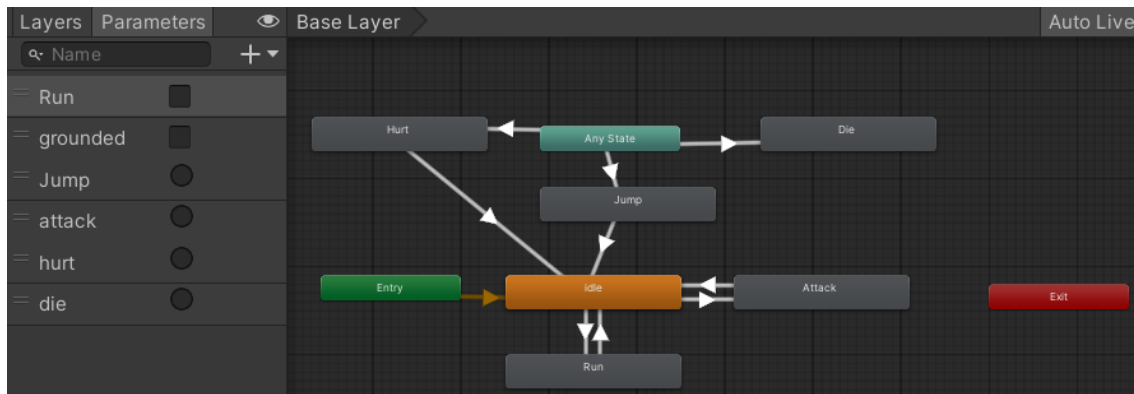 Layers Parameters Base Layer Auto Live
Name
Run
grounded
Jump
attack
hurt
die
Hurt Any State Die
Jump
Entry idle Attack Exit
Run